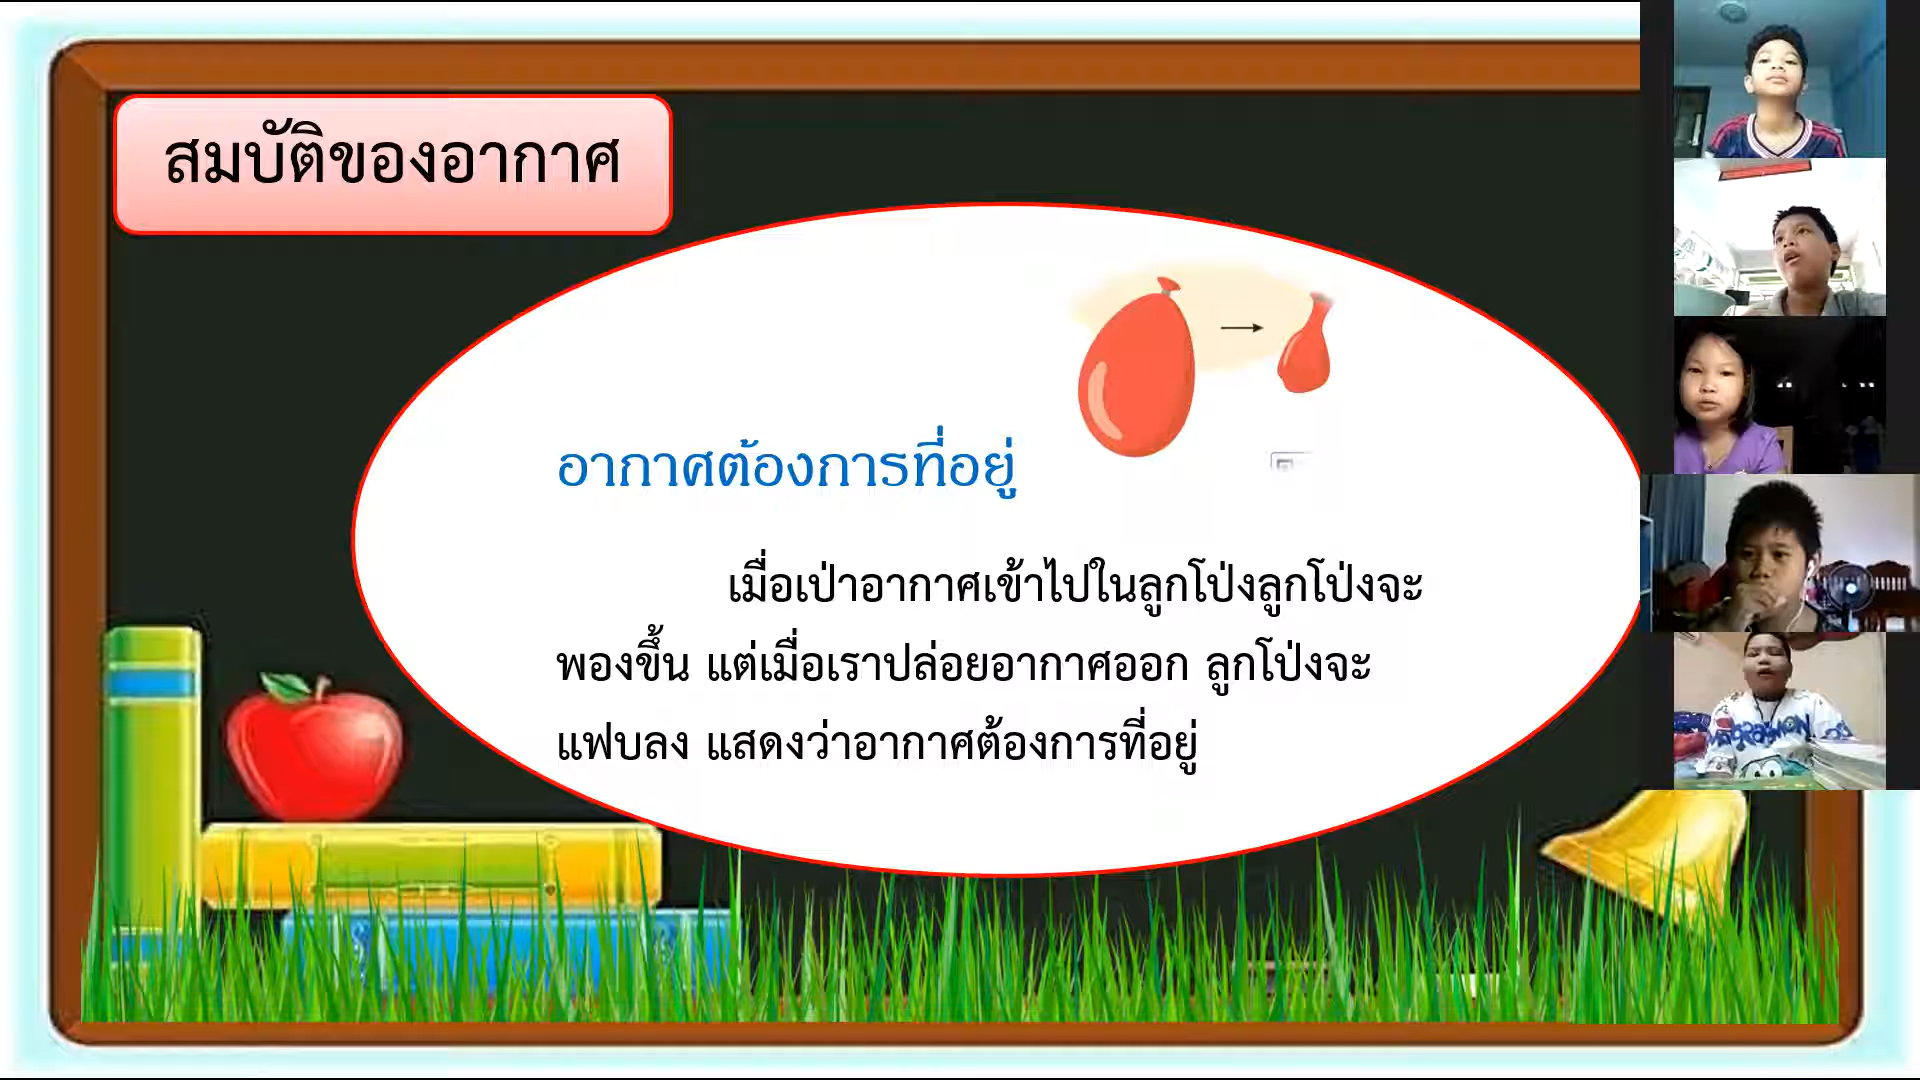 สมบัติของอากาศ
อากาศต้องการที่อยู่
เมื่อเป่าอากาศเข้าไปในลูกโป่งลูกโป่งจะ
พองขึ้น แต่เมื่อเราปล่อยอากาศออก ลูกโป่งจะ
แฟบลง แสดงว่าอากาศต้องการที่อยู่